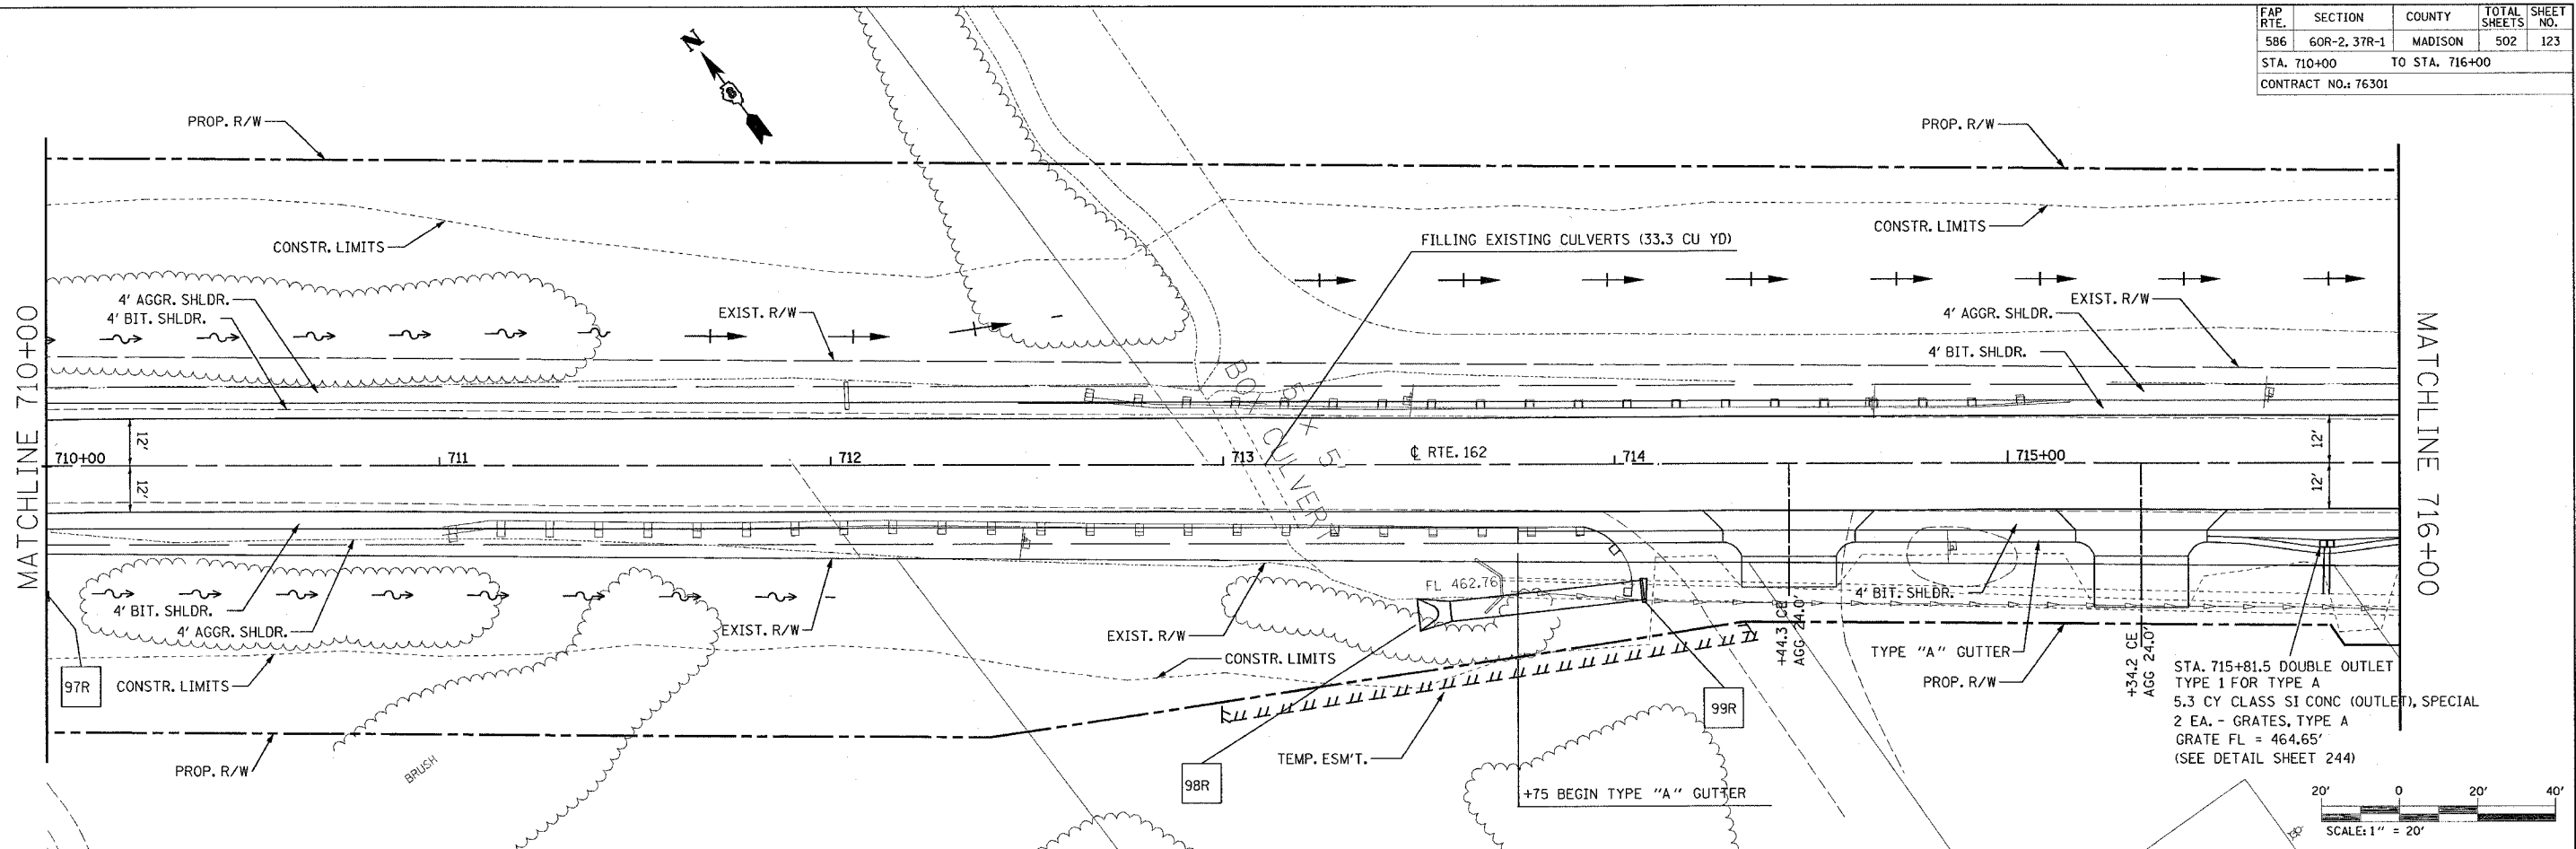 FAP RTE. SECTION COUNTY TOTAL SHEETS SHEET NO.
586 60R-2, 37R-1 MADISON 502 123
STA. 710+00 TO STA. 716+00
CONTRACT NO.: 76301
N
PROP. R/W
PROP. R/W
CONSTR. LIMITS
CONSTR. LIMITS
FILLING EXISTING CULVERTS (33.3 CU YD)
4' AGGR. SHLDR.
4' BIT. SHLDR.
EXIST. R/W
EXIST. R/W
4' AGGR. SHLDR.
4' BIT. SHLDR.
MATCHLINE 710+00
MATCHLINE 716+00
5 X 5
BOX CULVERT
12'
12'
710+00
711
712
713
℄ RTE. 162
714
715+00
12'
12'
FL 462.76
4' BIT. SHLDR.
4' AGGR. SHLDR.
EXIST. R/W
EXIST. R/W
4' BIT. SHLDR.
TYPE "A" GUTTER
+44.3 CE
AGG 24.0'
+34.2 CE
AGG 24.0'
97R
CONSTR. LIMITS
CONSTR. LIMITS
PROP. R/W
STA. 715+81.5 DOUBLE OUTLET
TYPE 1 FOR TYPE A
5.3 CY CLASS SI CONC (OUTLET), SPECIAL
2 EA. - GRATES, TYPE A
GRATE FL = 464.65'
(SEE DETAIL SHEET 244)
99R
PROP. R/W
BRUSH
98R
TEMP. ESM'T.
+75 BEGIN TYPE "A" GUTTER
20' 0 20' 40'
SCALE: 1" = 20'